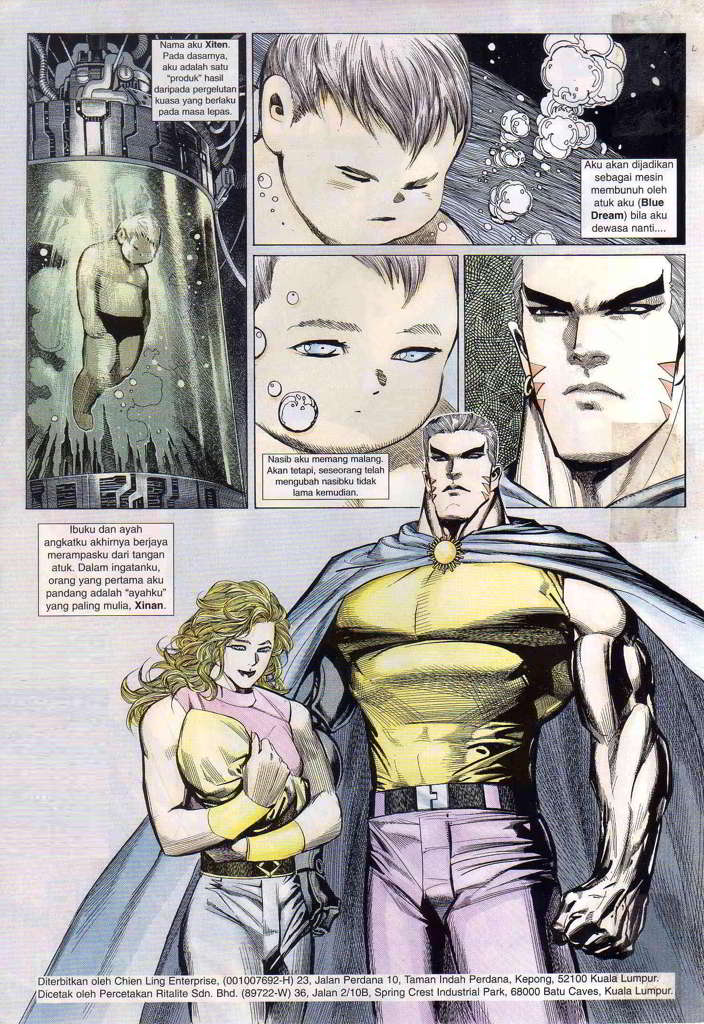 Nama aku Xiten.
Pada dasarnya,
aku adalah satu
"produk" hasil
daripada pergelutan
kuasa yang berlaku
pada masa lepas.
Aku akan dijadikan
sebagai mesin
membunuh oleh
atuk aku (Blue
Dream) bila aku
dewasa nanti....
Nasib aku memang malang.
Akan tetapi, seseorang telah
mengubah nasibku tidak
lama kemudian.
Ibuku dan ayah
angkatku akhirnya berjaya
merampasku dari tangan
atuk. Dalam ingatanku,
orang yang pertama aku
pandang adalah "ayahku"
yang paling mulia, Xinan.
Diterbitkan oleh Chien Ling Enterprise, (001007692-H) 23, Jalan Perdana 10, Taman Indah Perdana, Kepong, 52100 Kuala Lumpur.
Dicetak oleh Percetakan Ritalite Sdn. Bhd. (89722-W) 36, Jalan 2/10B, Spring Crest Industrial Park, 68000 Batu Caves, Kuala Lumpur.